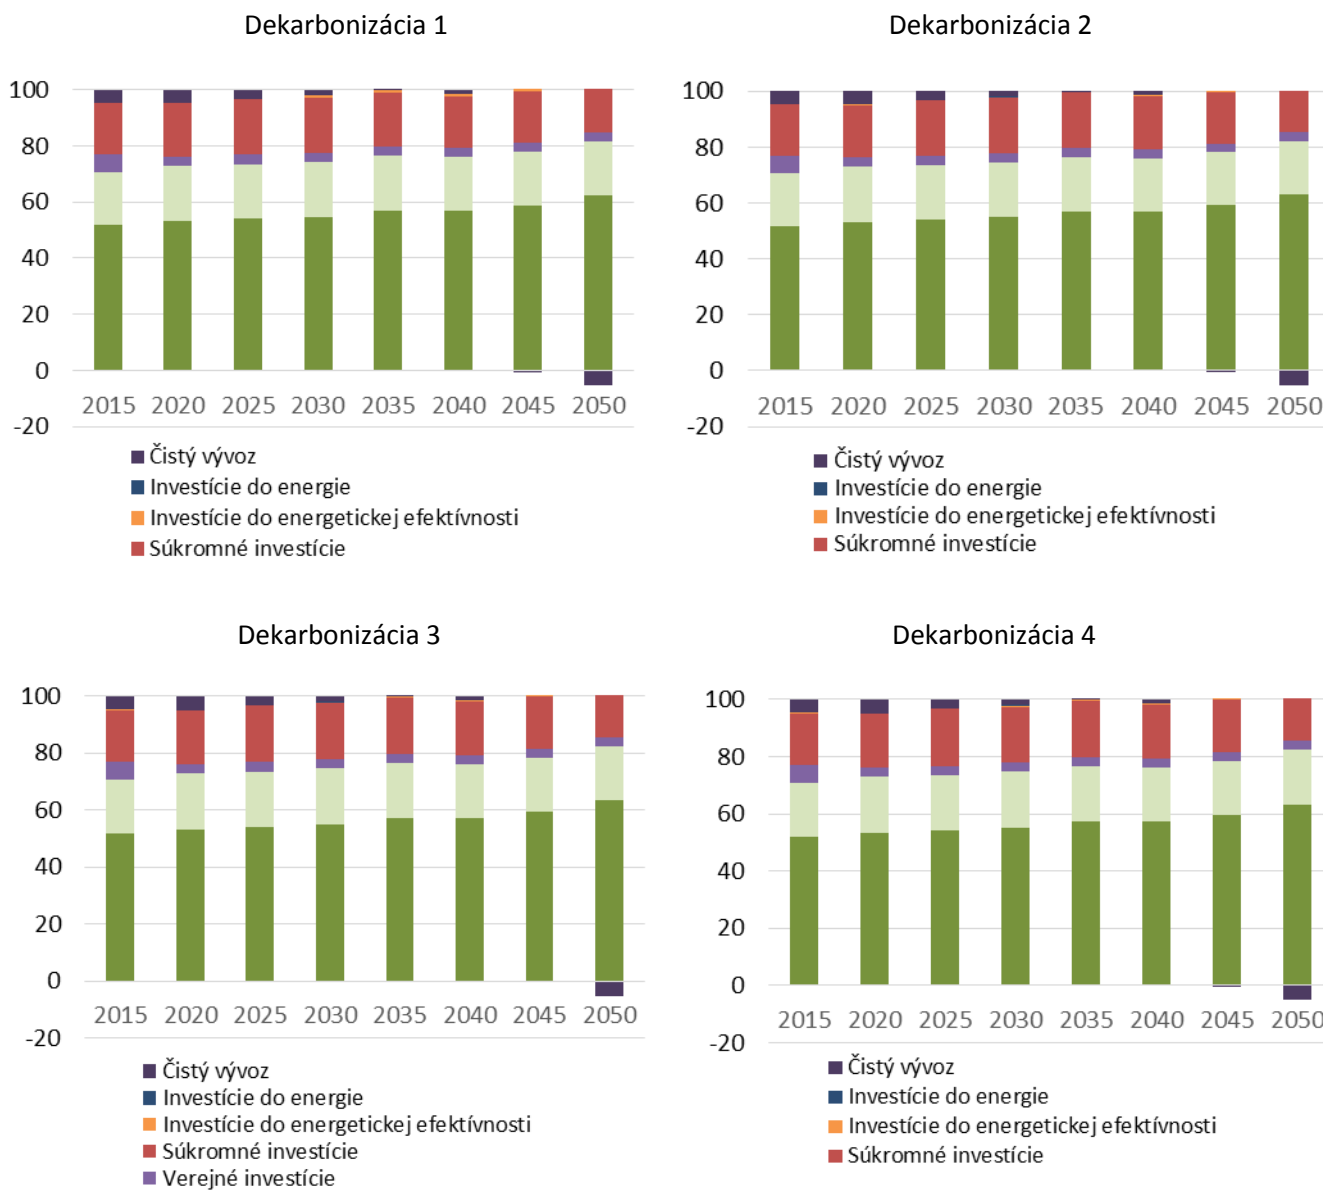 Dekarbonizácia 1
100
80
60
40
20
0
-20
2015 2020 2025 2030 2035 2040 2045 2050
Čistý vývoz
Investície do energie
Investície do energetickej efektívnosti
Súkromné investície
Dekarbonizácia 2
100
80
60
40
20
0
-20
2015 2020 2025 2030 2035 2040 2045 2050
Čistý vývoz
Investície do energie
Investície do energetickej efektívnosti
Súkromné investície
Dekarbonizácia 3
100
80
60
40
20
0
-20
2015 2020 2025 2030 2035 2040 2045 2050
Čistý vývoz
Investície do energie
Investície do energetickej efektívnosti
Súkromné investície
Verejné investície
Dekarbonizácia 4
100
80
60
40
20
0
-20
2015 2020 2025 2030 2035 2040 2045 2050
Čistý vývoz
Investície do energie
Investície do energetickej efektívnosti
Súkromné investície